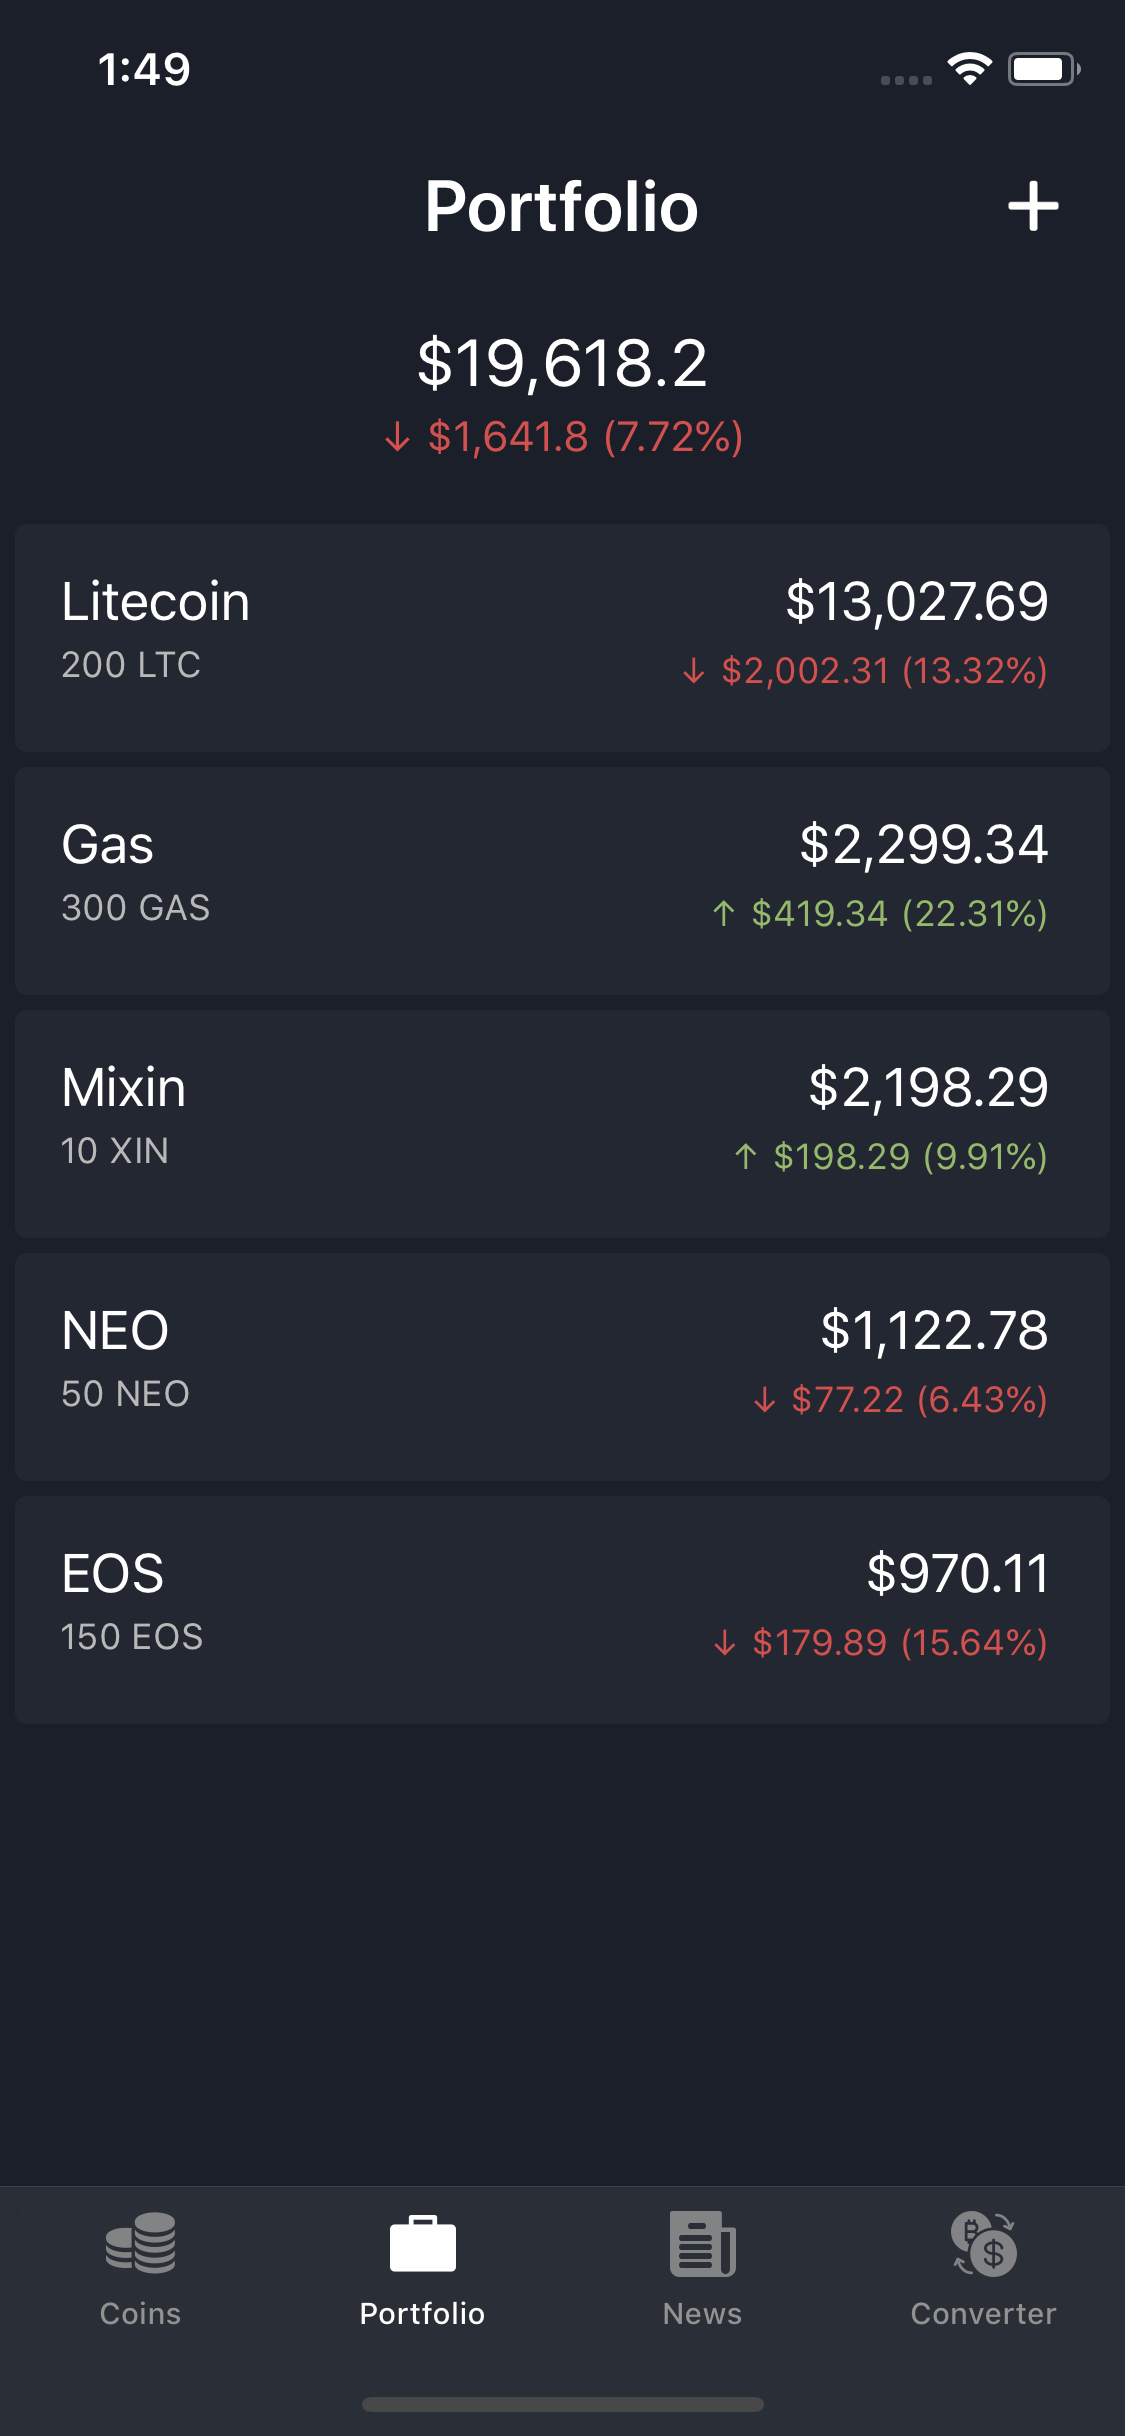 1:49
Portfolio
$19,618.2
↓ $1,641.8 (7.72%)
Litecoin
$13,027.69
200 LTC
↓ $2,002.31 (13.32%)
Gas
$2,299.34
300 GAS
↑ $419.34 (22.31%)
Mixin
$2,198.29
10 XIN
↑ $198.29 (9.91%)
NEO
$1,122.78
50 NEO
↓ $77.22 (6.43%)
EOS
$970.11
150 EOS
↓ $179.89 (15.64%)
Coins
Portfolio
News
Converter